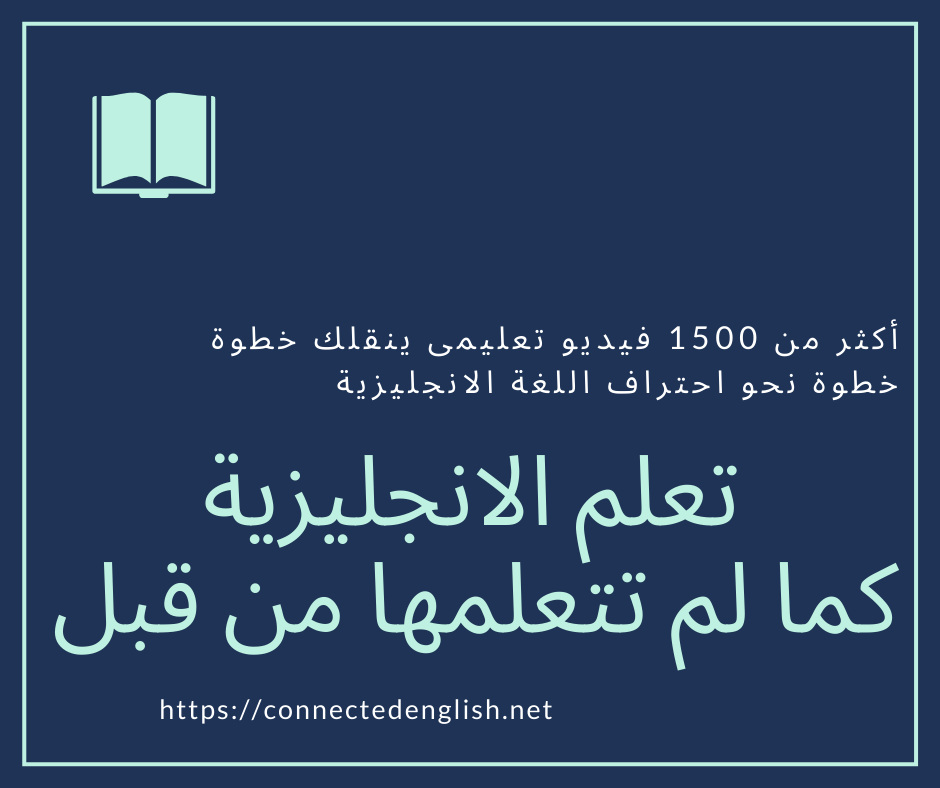 أكثر من 1500 فيديو تعليمى ينقلك خطوة
خطوة نحو احتراف اللغة الانجليزية
تعلم الانجليزية
كما لم تتعلمها من قبل
https://connectedenglish.net